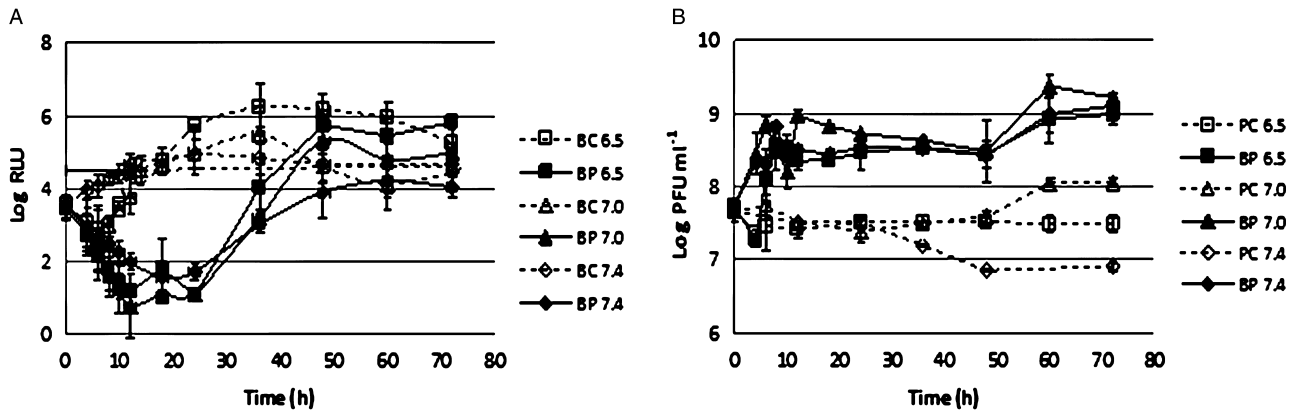 A
8
6
4
2
0
Log RLU
0 10 20 30 40 50 60 70 80
Time (h)
BC 6.5
BP 6.5
BC 7.0
BP 7.0
BC 7.4
BP 7.4
B
10
9
8
7
6
Log PFU ml-1
0 10 20 30 40 50 60 70 80
Time (h)
PC 6.5
BP 6.5
PC 7.0
BP 7.0
PC 7.4
BP 7.4